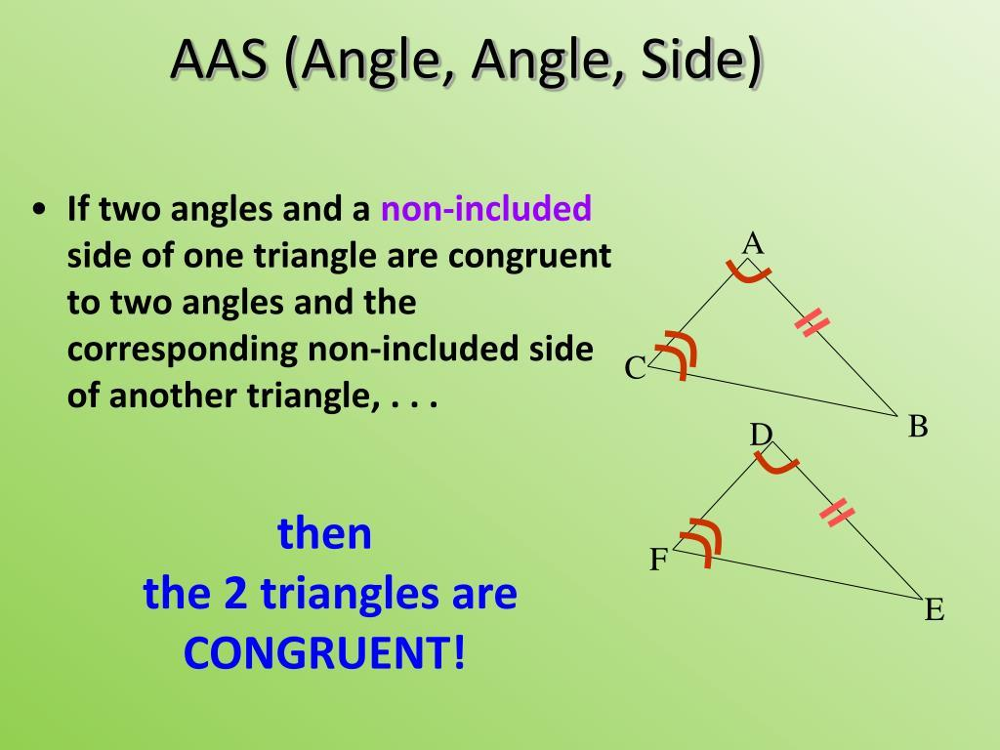 AAS (Angle, Angle, Side)
• If two angles and a non-included
side of one triangle are congruent
to two angles and the
corresponding non-included side
of another triangle, . . .
then
the 2 triangles are
CONGRUENT!
A
C
B
D
F
E